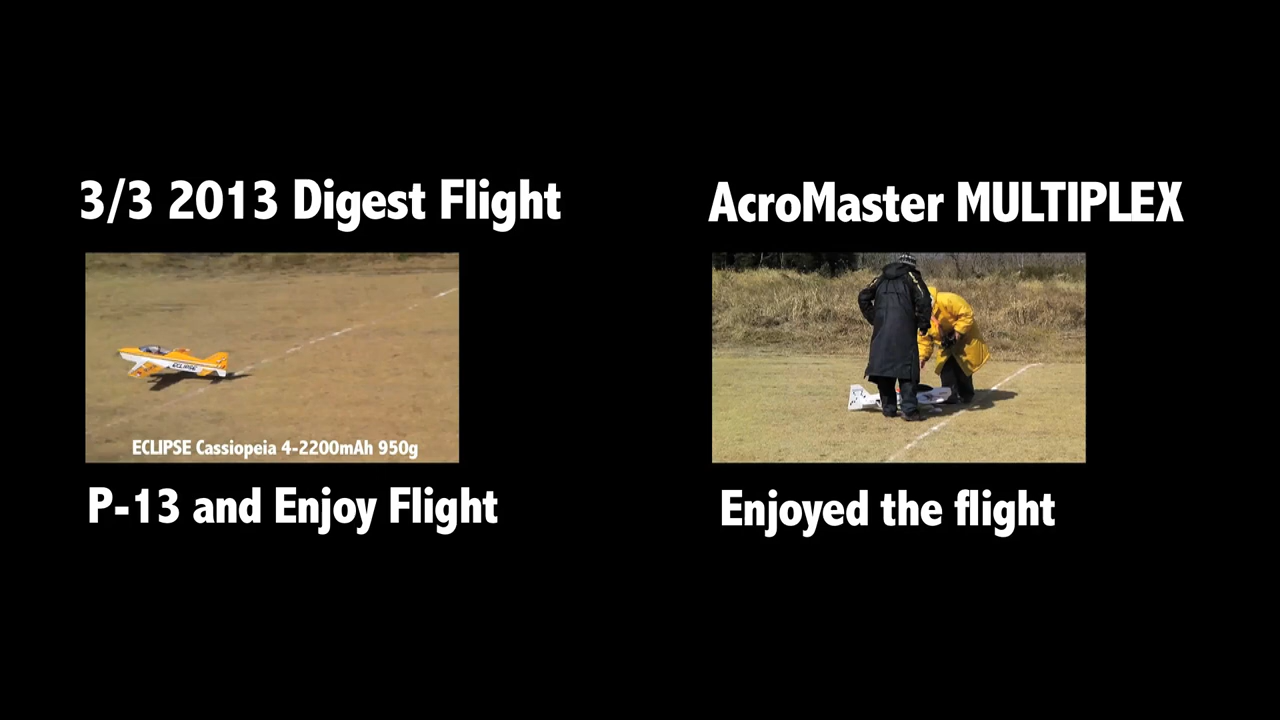 3/3 2013 Digest Flight
ECLIPSE
ECLIPSE Cassiopeia 4-2200mAh 950g
P-13 and Enjoy Flight
AcroMaster MULTIPLEX
Enjoyed the flight